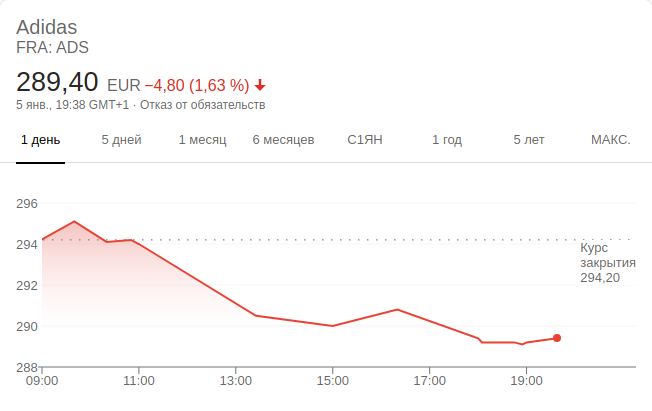 Adidas
FRA: ADS
289,40 EUR −4,80 (1,63 %)
5 янв., 19:38 GMT+1 · Отказ от обязательств
1 день 5 дней 1 месяц 6 месяцев С1ЯН 1 год 5 лет МАКС.
296
294
292
290
288
Курс
закрытия
294,20
09:00 11:00 13:00 15:00 17:00 19:00